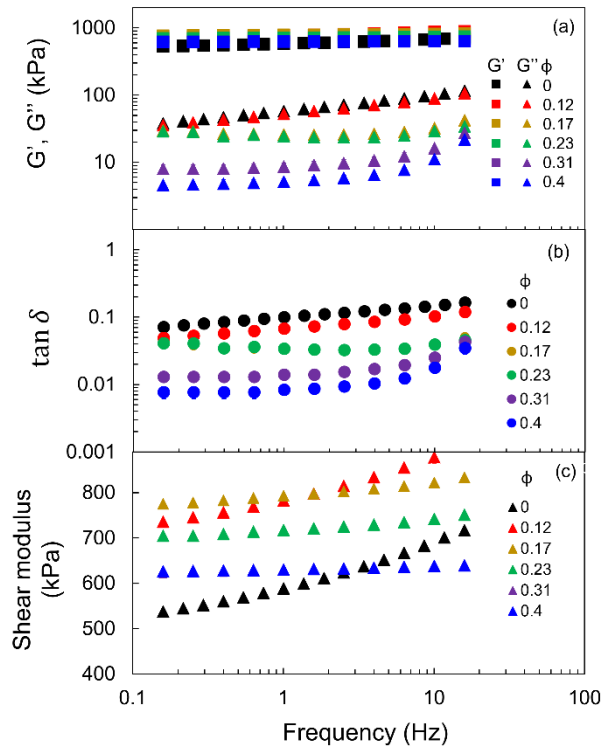 (a)
1000
100
10
G', G'' (kPa)
G' G'' ϕ
0
0.12
0.17
0.23
0.31
0.4
(b)
1
0.1
0.01
0.001
tan δ
ϕ
0
0.12
0.17
0.23
0.31
0.4
(c)
800
700
600
500
400
Shear modulus
(kPa)
ϕ
0
0.12
0.17
0.23
0.31
0.4
0.1 1 10 100
Frequency (Hz)